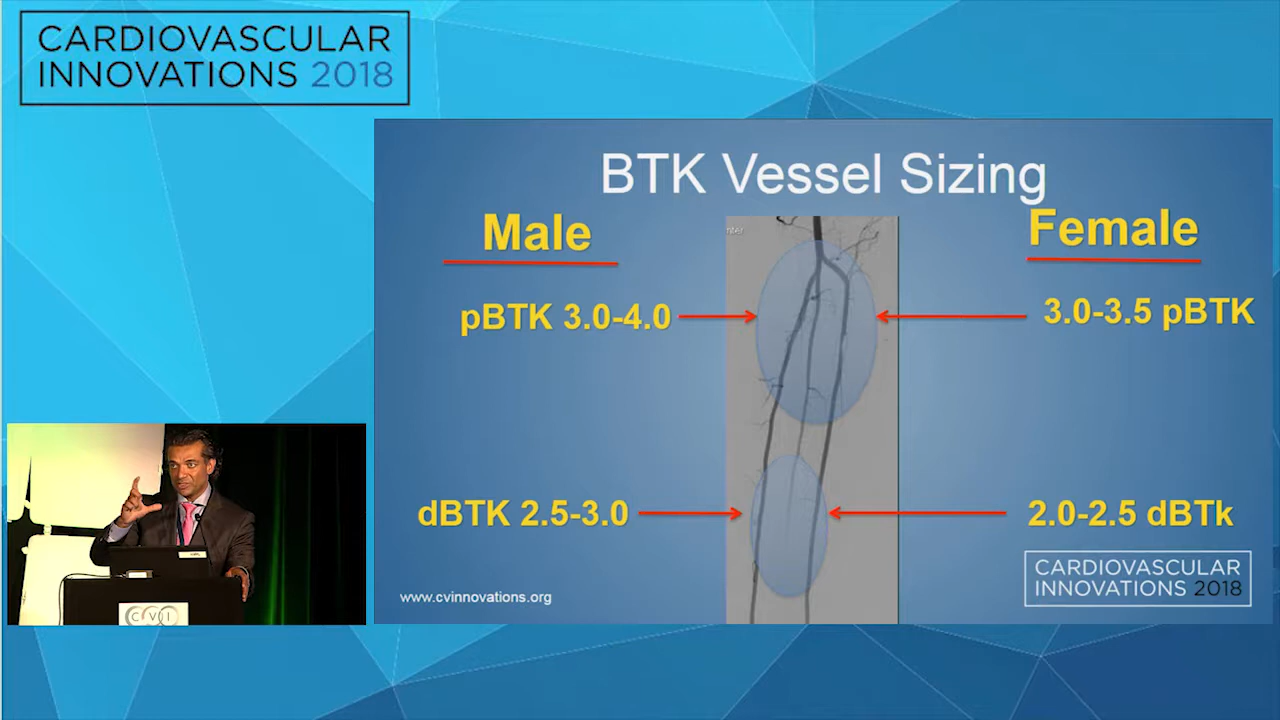 CARDIOVASCULAR
INNOVATIONS 2018
BTK Vessel Sizing
Male
Female
pBTK 3.0-4.0
3.0-3.5 pBTK
dBTK 2.5-3.0
2.0-2.5 dBTk
www.cvinnovations.org
CARDIOVASCULAR
INNOVATIONS 2018
CVI